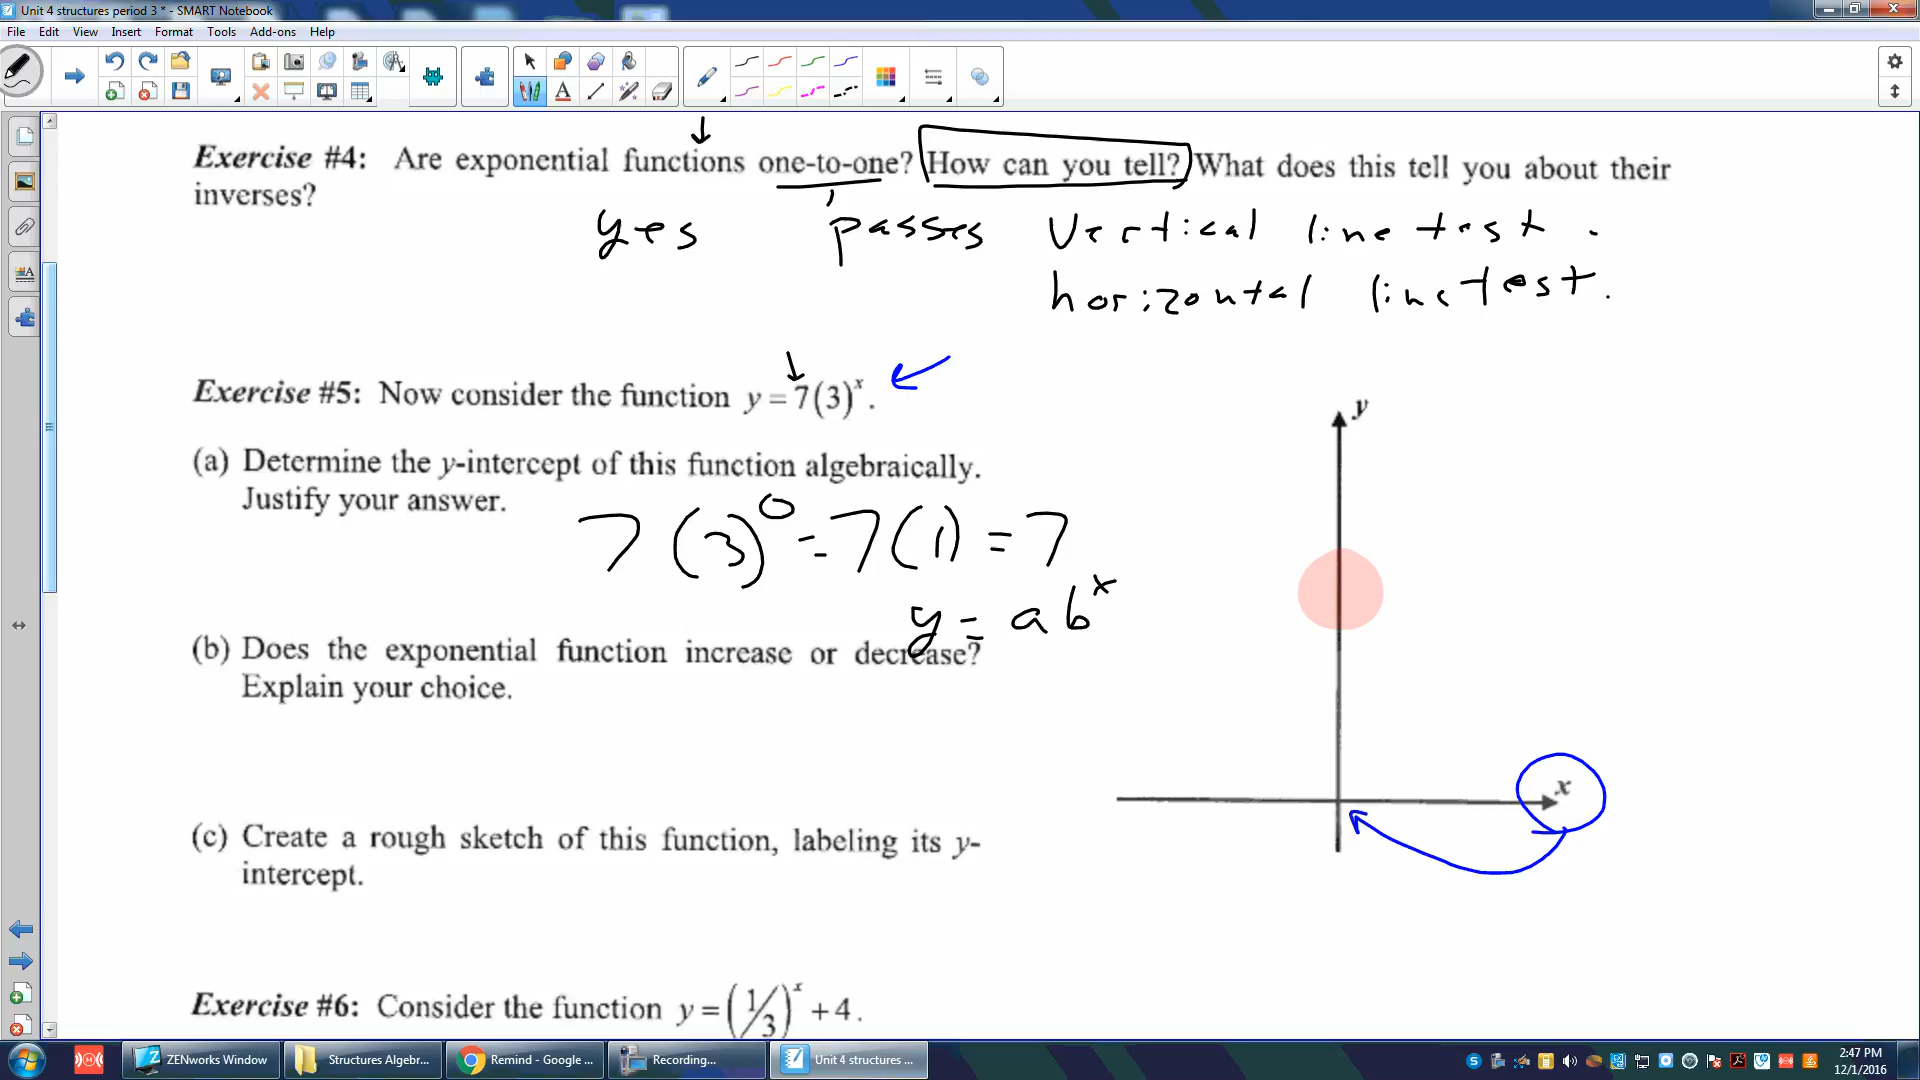 Unit 4 structures period 3 * - SMART Notebook
File Edit View Insert Format Tools Add-ons Help
Exercise #4: Are exponential functions one-to-one? How can you tell? What does this tell you about their
inverses?
yes passes vertical line test.
horizontal line test.
Exercise #5: Now consider the function y = 7(3)^x.
(a) Determine the y-intercept of this function algebraically.
Justify your answer.
7 (3)^0 = 7(1) = 7
y = ab^x
(b) Does the exponential function increase or decrease?
Explain your choice.
(c) Create a rough sketch of this function, labeling its y-
intercept.
y
x
Exercise #6: Consider the function y = (1/3)^x + 4.
ZENworks Window
Structures Algebr...
Remind - Google ...
Recording...
Unit 4 structures ...
2:47 PM
12/1/2016